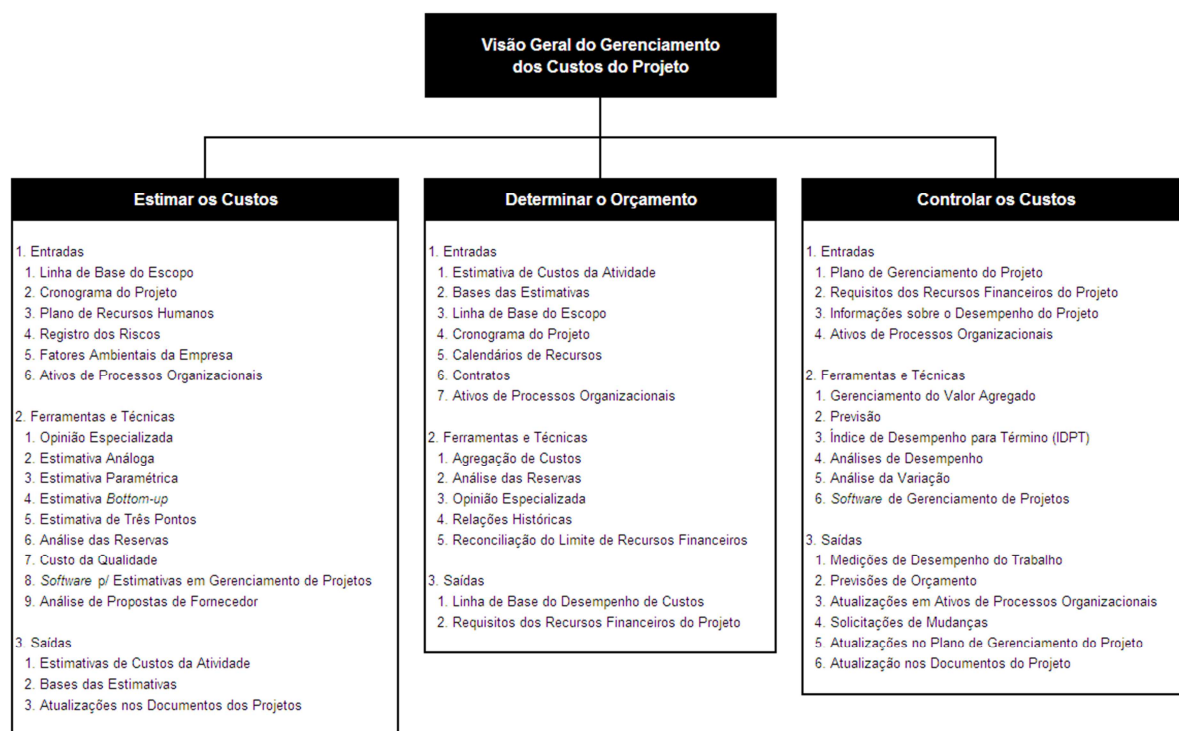 Visão Geral do Gerenciamento
dos Custos do Projeto
Estimar os Custos
1. Entradas
1. Linha de Base do Escopo
2. Cronograma do Projeto
3. Plano de Recursos Humanos
4. Registro dos Riscos
5. Fatores Ambientais da Empresa
6. Ativos de Processos Organizacionais
2. Ferramentas e Técnicas
1. Opinião Especializada
2. Estimativa Análoga
3. Estimativa Paramétrica
4. Estimativa Bottom-up
5. Estimativa de Três Pontos
6. Análise das Reservas
7. Custo da Qualidade
8. Software p/ Estimativas em Gerenciamento de Projetos
9. Análise de Propostas de Fornecedor
3. Saídas
1. Estimativas de Custos da Atividade
2. Bases das Estimativas
3. Atualizações nos Documentos dos Projetos
Determinar o Orçamento
1. Entradas
1. Estimativa de Custos da Atividade
2. Bases das Estimativas
3. Linha de Base do Escopo
4. Cronograma do Projeto
5. Calendários de Recursos
6. Contratos
7. Ativos de Processos Organizacionais
2. Ferramentas e Técnicas
1. Agregação de Custos
2. Análise das Reservas
3. Opinião Especializada
4. Relações Históricas
5. Reconciliação do Limite de Recursos Financeiros
3. Saídas
1. Linha de Base do Desempenho de Custos
2. Requisitos dos Recursos Financeiros do Projeto
Controlar os Custos
1. Entradas
1. Plano de Gerenciamento do Projeto
2. Requisitos dos Recursos Financeiros do Projeto
3. Informações sobre o Desempenho do Projeto
4. Ativos de Processos Organizacionais
2. Ferramentas e Técnicas
1. Gerenciamento do Valor Agregado
2. Previsão
3. Índice de Desempenho para Término (IDPT)
4. Análises de Desempenho
5. Análise da Variação
6. Software de Gerenciamento de Projetos
3. Saídas
1. Medições de Desempenho do Trabalho
2. Previsões de Orçamento
3. Atualizações em Ativos de Processos Organizacionais
4. Solicitações de Mudanças
5. Atualizações no Plano de Gerenciamento do Projeto
6. Atualização nos Documentos do Projeto